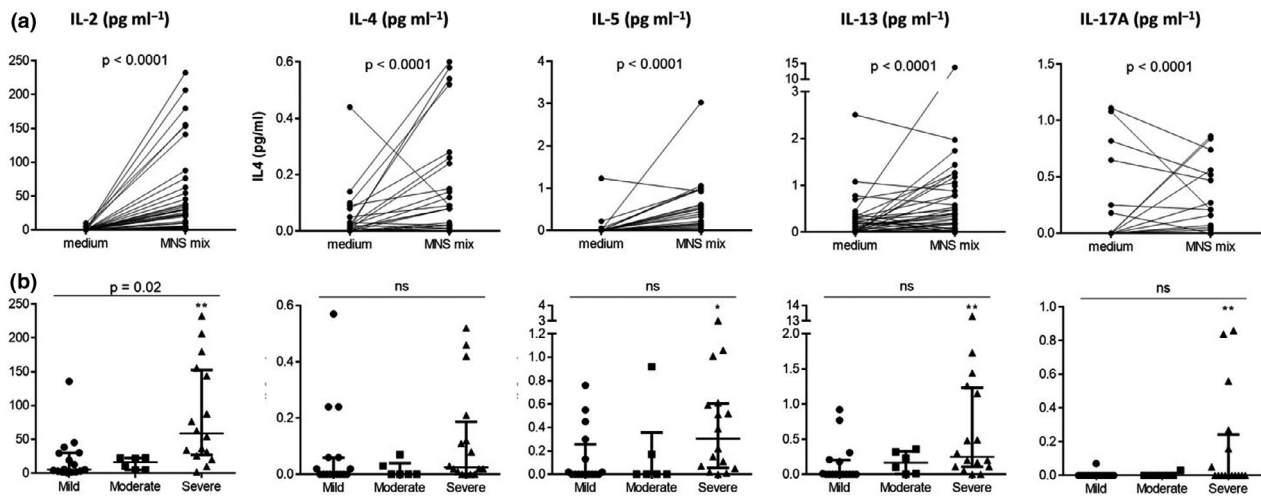 (a) IL-2 (pg ml⁻¹) IL-4 (pg ml⁻¹) IL-5 (pg ml⁻¹) IL-13 (pg ml⁻¹) IL-17A (pg ml⁻¹)
p < 0.0001 p < 0.0001 p < 0.0001 p < 0.0001 p < 0.0001
250 200 150 100 50 0
IL4 (pg/ml)
0.6 0.4 0.2 0.0
4 3 2 1 0
15 10 5 2 1 0
1.5 1.0 0.5 0.0
medium MNS mix medium MNS mix medium MNS mix medium MNS mix medium MNS mix
(b)
p = 0.02 ns ns ns ns
** * ** **
250 200 150 100 50 0
0.6 0.4 0.2 0.0
4 3 1.2 1.0 0.8 0.6 0.4 0.2 0.0
14 13 2.0 1.5 1.0 0.5 0.0
1.0 0.8 0.6 0.4 0.2 0.0
Mild Moderate Severe Mild Moderate Severe Mild Moderate Severe Mild Moderate Severe Mild Moderate Severe